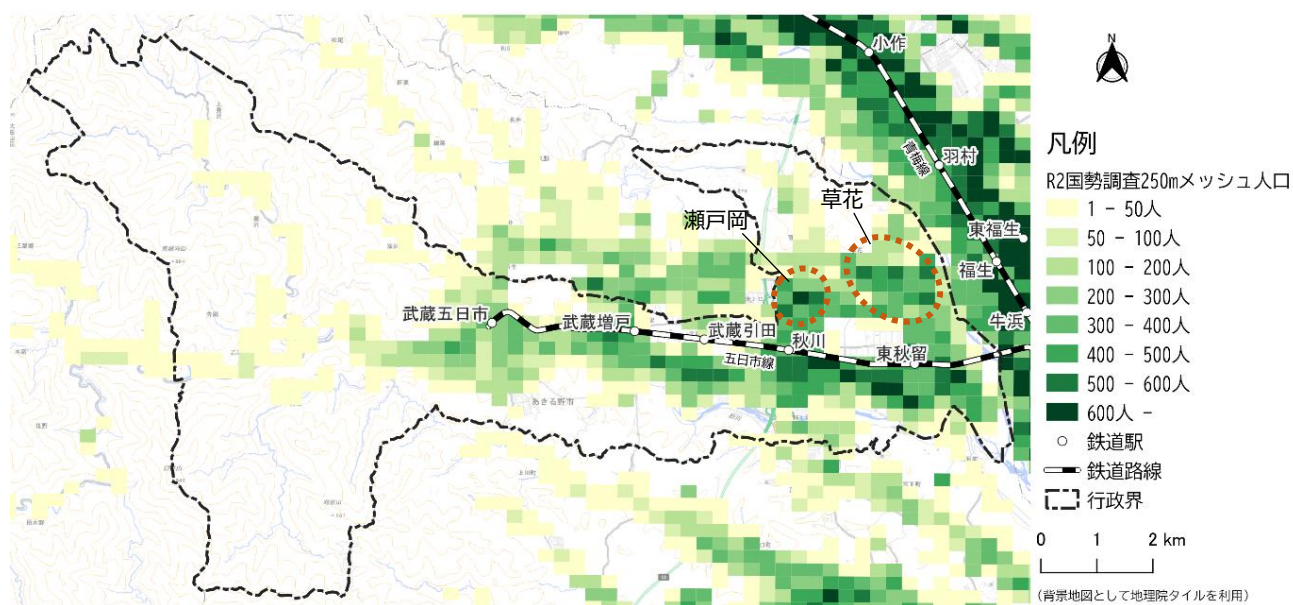 小作
N
羽村
青梅線
草花
瀬戸岡
東福生
福生
牛浜
武蔵五日市
武蔵増戸
武蔵引田
秋川
東秋留
五日市線
あきる野市
凡例
R2国勢調査250mメッシュ人口
1 - 50人
50 - 100人
100 - 200人
200 - 300人
300 - 400人
400 - 500人
500 - 600人
600人 -
鉄道駅
鉄道路線
行政界
0 1 2 km
(背景地図として地理院タイルを利用)